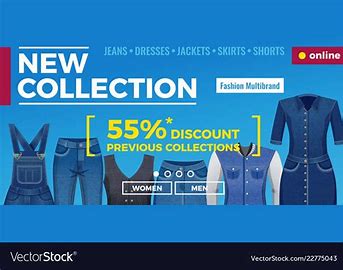 JEANS • DRESSES • JACKETS • SKIRTS • SHORTS
NEW
COLLECTION
online
Fashion Multibrand
55%* DISCOUNT
PREVIOUS COLLECTIONS
WOMEN
MEN
VectorStock®
VectorStock.com/22775043